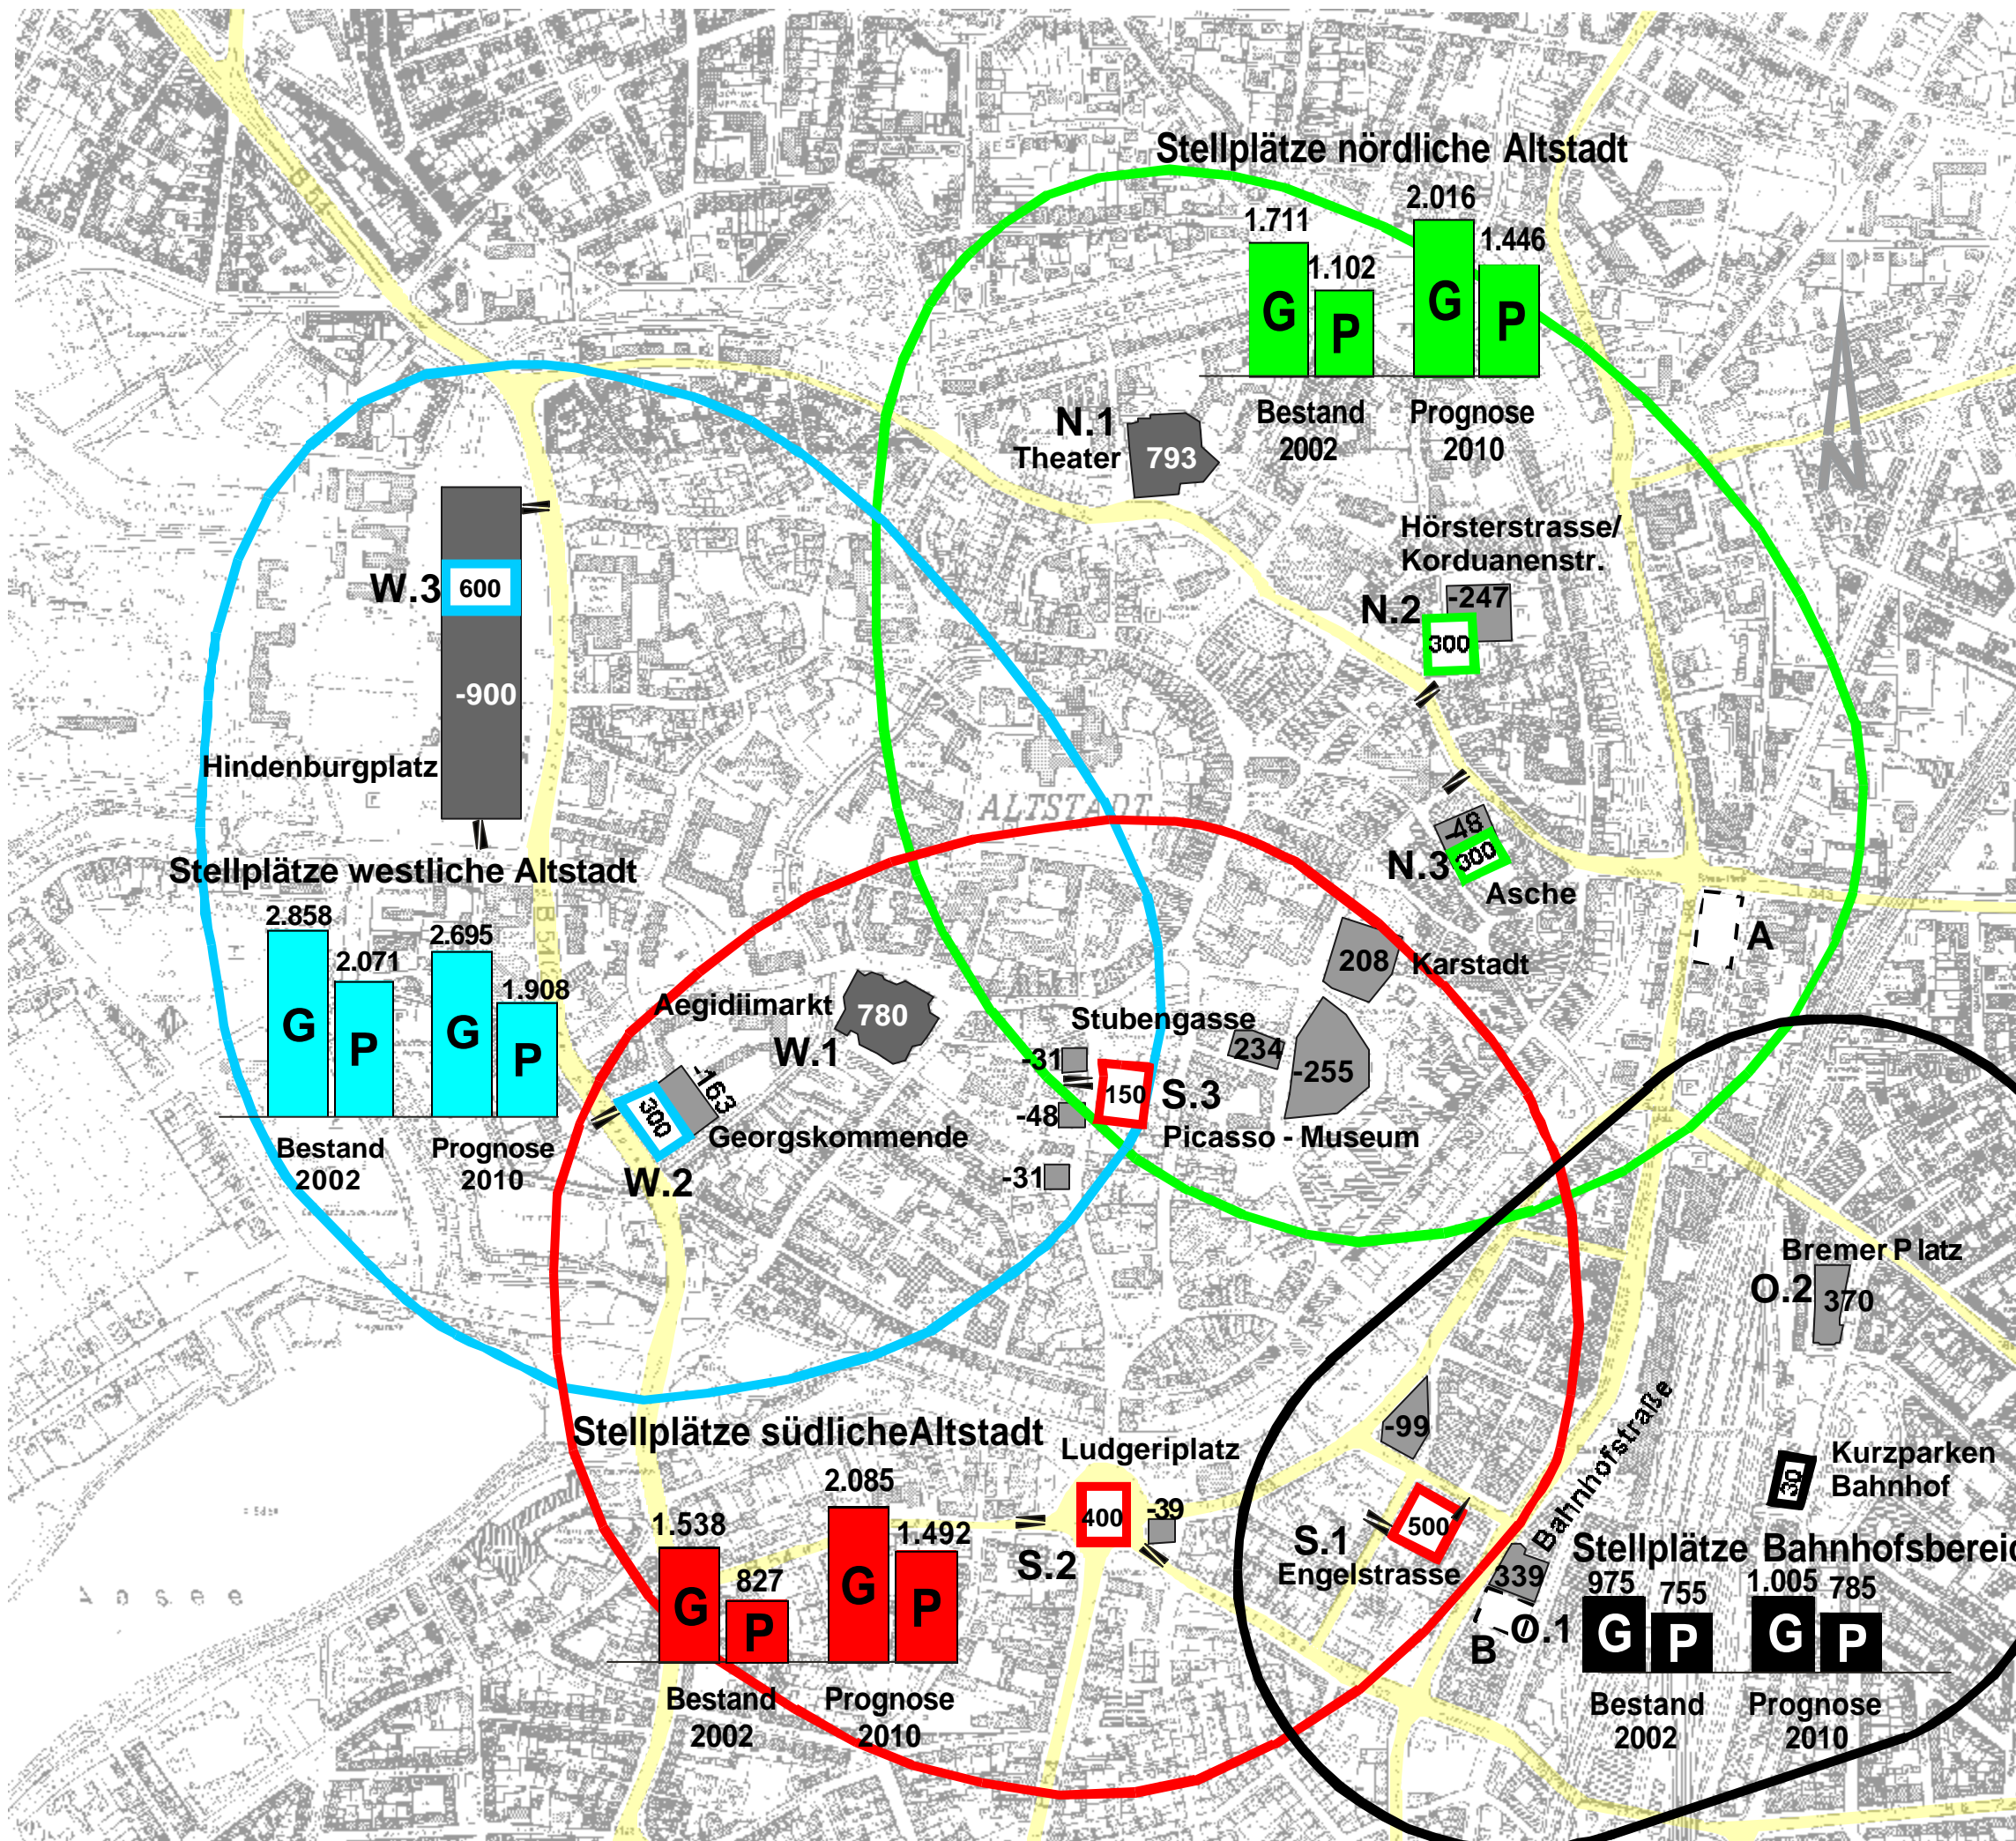 B54
Stellplätze nördliche Altstadt
1.711
1.102
2.016
1.446
G
P
G
P
Bestand
2002
Prognose
2010
N.1
Theater
793
Hörsterstrasse/
Korduanenstr.
-247
N.2
300
-48
N.3
300
Asche
A
W.3
600
-900
Hindenburgplatz
ALTSTADT
Stellplätze westliche Altstadt
2.858
2.071
2.695
1.908
G
P
G
P
Bestand
2002
Prognose
2010
Aegidiimarkt
780
W.1
-163
300
Georgskommende
W.2
208
Karstadt
Stubengasse
234
-255
-31
150
S.3
-48
Picasso - Museum
-31
Bremer Platz
O.2
370
-99
Bahnhofstraße
Kurzparken
Bahnhof
30
Stellplätze südlicheAltstadt
1.538
827
2.085
1.492
G
P
G
P
Bestand
2002
Prognose
2010
Ludgeriplatz
400
-39
S.2
S.1
500
Engelstrasse
339
B
O.1
Stellplätze Bahnhofsbereic
975
755
1.005
785
G
P
G
P
Bestand
2002
Prognose
2010
Aasee